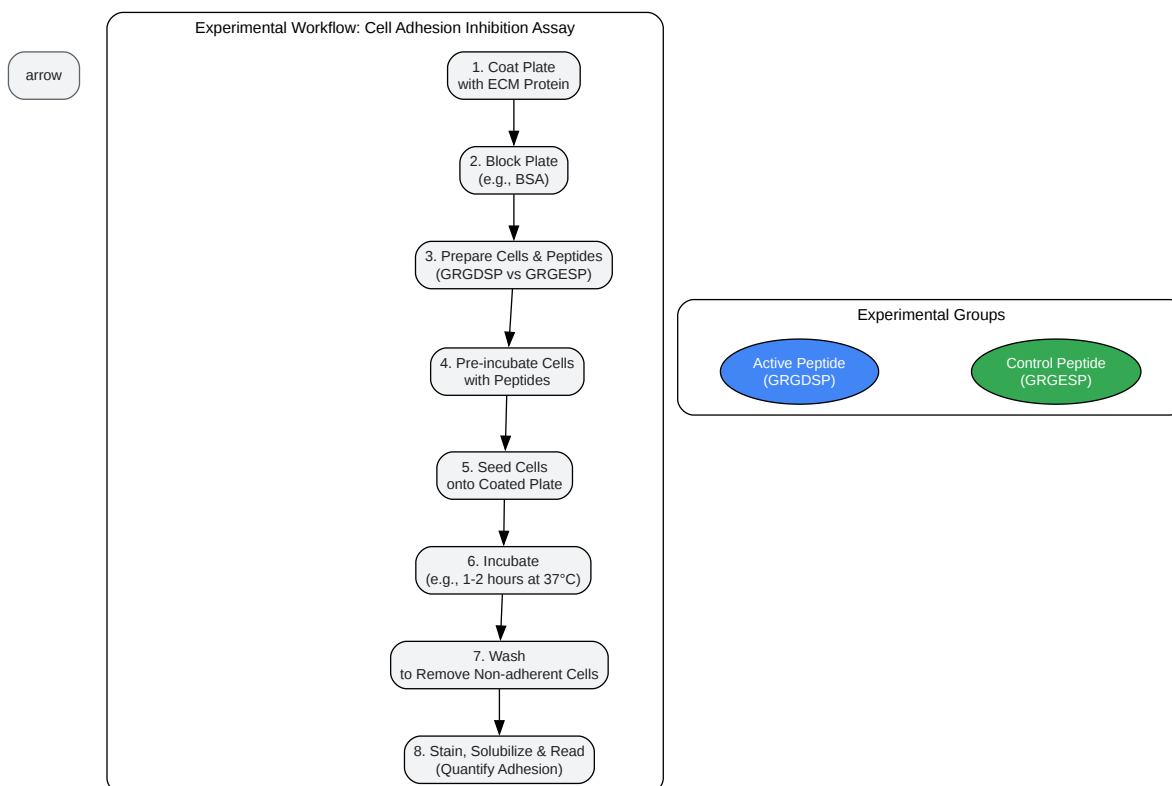 Experimental Workflow: Cell Adhesion Inhibition Assay
arrow
1. Coat Plate
with ECM Protein
2. Block Plate
(e.g., BSA)
3. Prepare Cells & Peptides
(GRGDSP vs GRGESP)
4. Pre-incubate Cells
with Peptides
5. Seed Cells
onto Coated Plate
6. Incubate
(e.g., 1-2 hours at 37°C)
7. Wash
to Remove Non-adherent Cells
8. Stain, Solubilize & Read
(Quantify Adhesion)
Experimental Groups
Active Peptide
(GRGDSP)
Control Peptide
(GRGESP)